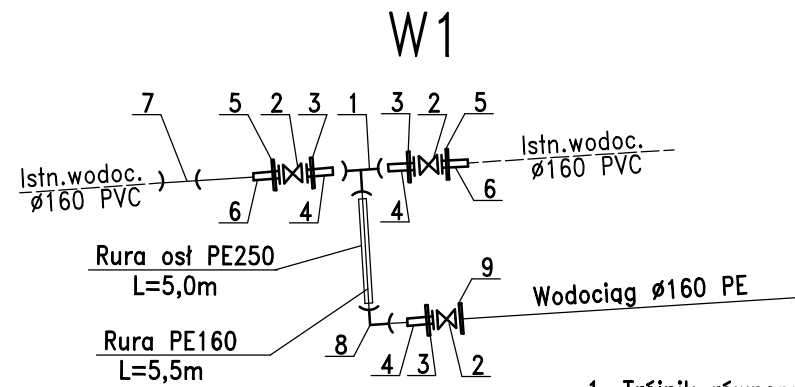 W1
7 5 2 3 1 3 2 5
Istn.wodoc.
ø160 PVC
Istn.wodoc.
ø160 PVC
6 4 4 6
Rura osł PE250
L=5,0m
9
Wodociąg ø160 PE
Rura PE160
L=5,5m
8 4 3 2